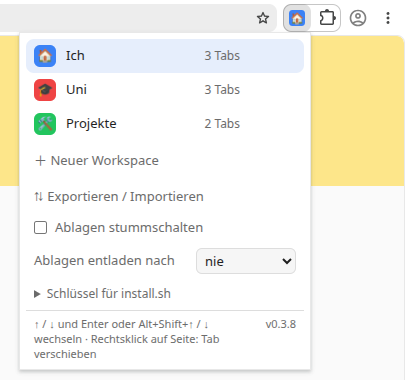 Ich 3 Tabs
Uni 3 Tabs
Projekte 2 Tabs
+ Neuer Workspace
⇅ Exportieren / Importieren
Ablagen stummschalten
Ablagen entladen nach nie
▶ Schlüssel für install.sh
↑ / ↓ und Enter oder Alt+Shift+↑ / ↓ v0.3.8
wechseln · Rechtsklick auf Seite: Tab
verschieben